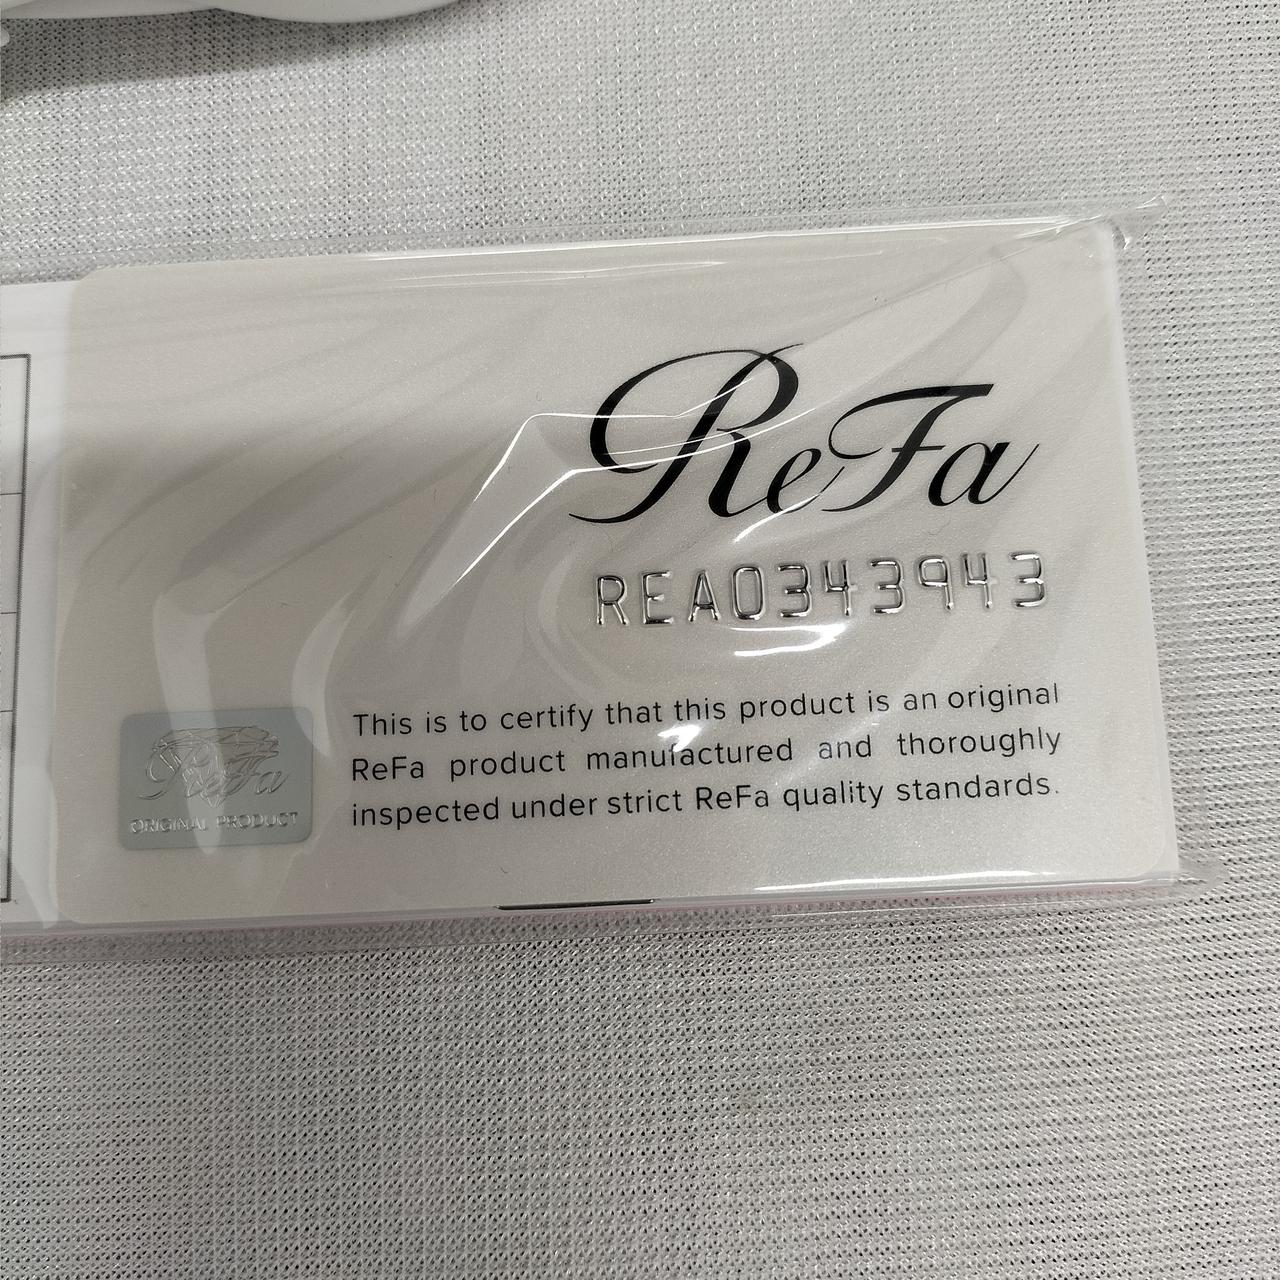 ReFa
REA0343943
This is to certify that this product is an original
ReFa product manufactured and thoroughly
inspected under strict ReFa quality standards.
ReFa
ORIGINAL PRODUCT